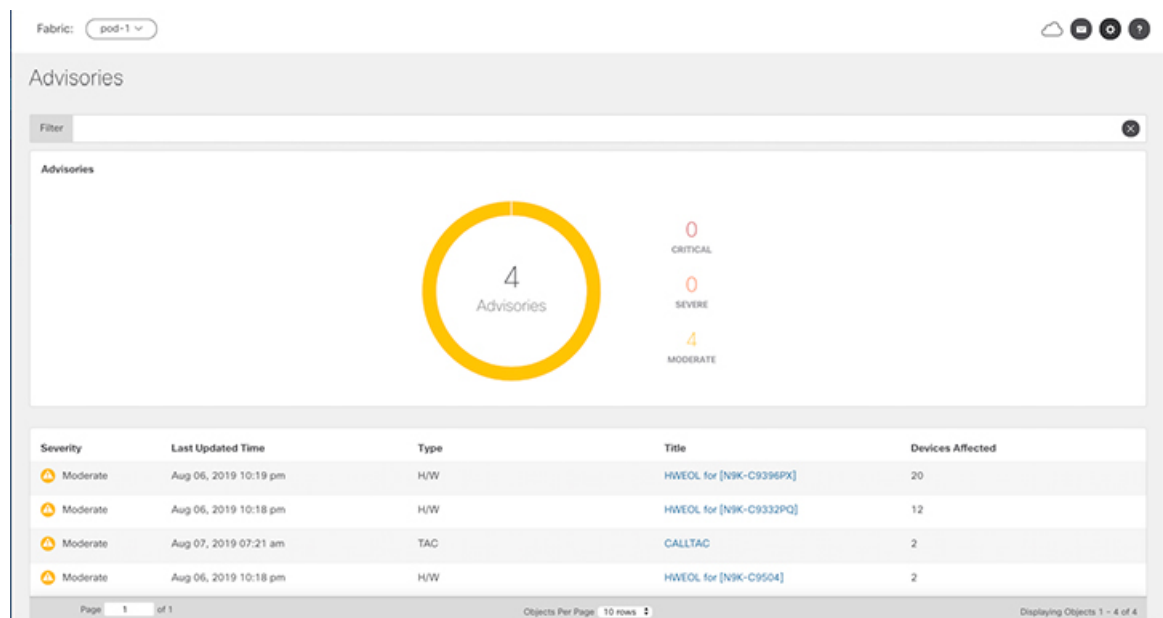 Fabric: pod-1
?
Advisories
Filter
Advisories
4
Advisories
0
CRITICAL
0
SEVERE
4
MODERATE
Severity Last Updated Time Type Title Devices Affected
Moderate Aug 06, 2019 10:19 pm H/W HWEOL for [N9K-C9396PX] 20
Moderate Aug 06, 2019 10:18 pm H/W HWEOL for [N9K-C9332PQ] 12
Moderate Aug 07, 2019 07:21 am TAC CALLTAC 2
Moderate Aug 06, 2019 10:18 pm H/W HWEOL for [N9K-C9504] 2
Page 1 of 1 Objects Per Page 10 rows Displaying Objects 1 - 4 of 4